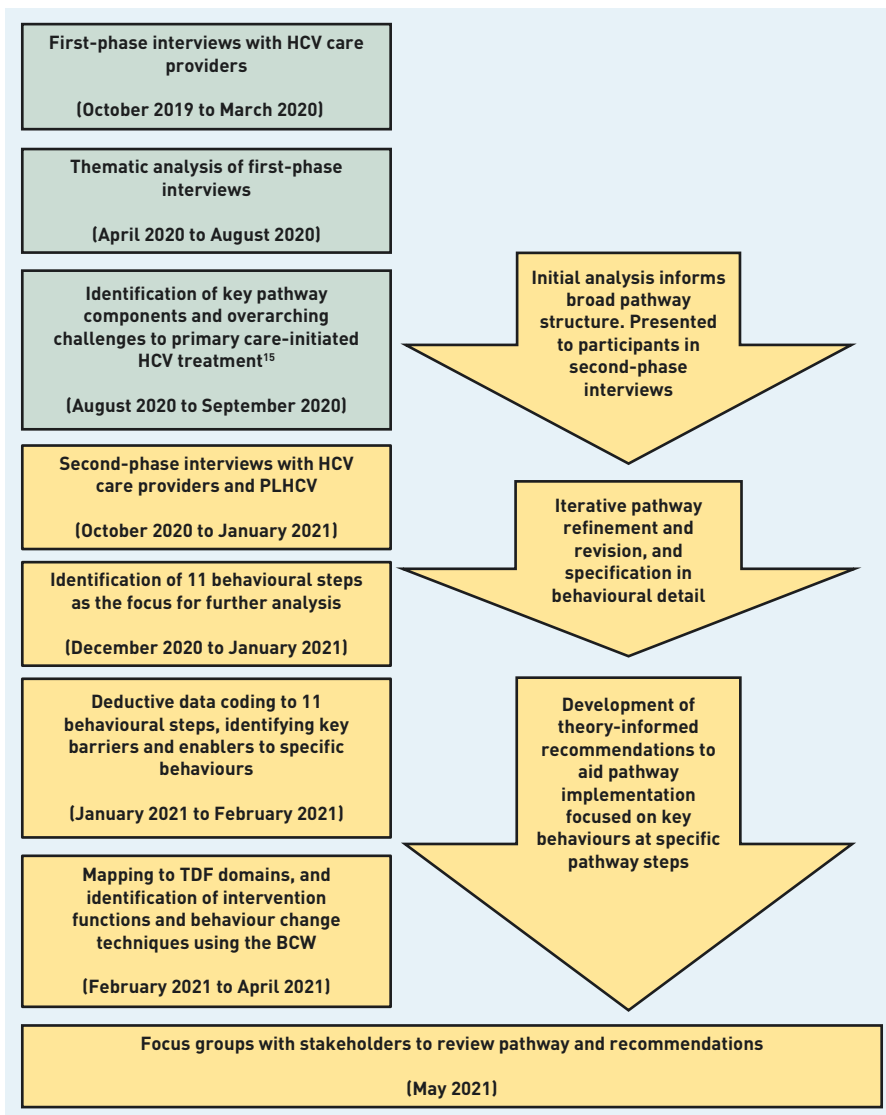 First-phase interviews with HCV care
providers
(October 2019 to March 2020)
Thematic analysis of first-phase
interviews
(April 2020 to August 2020)
Identification of key pathway
components and overarching
challenges to primary care-initiated
HCV treatment¹⁵
(August 2020 to September 2020)
Initial analysis informs
broad pathway
structure. Presented
to participants in
second-phase
interviews
Second-phase interviews with HCV
care providers and PLHCV
(October 2020 to January 2021)
Iterative pathway
refinement and
revision, and
specification in
behavioural detail
Identification of 11 behavioural steps
as the focus for further analysis
(December 2020 to January 2021)
Deductive data coding to 11
behavioural steps, identifying key
barriers and enablers to specific
behaviours
(January 2021 to February 2021)
Development of
theory-informed
recommendations to
aid pathway
implementation
focused on key
behaviours at specific
pathway steps
Mapping to TDF domains, and
identification of intervention
functions and behaviour change
techniques using the BCW
(February 2021 to April 2021)
Focus groups with stakeholders to review pathway and recommendations
(May 2021)